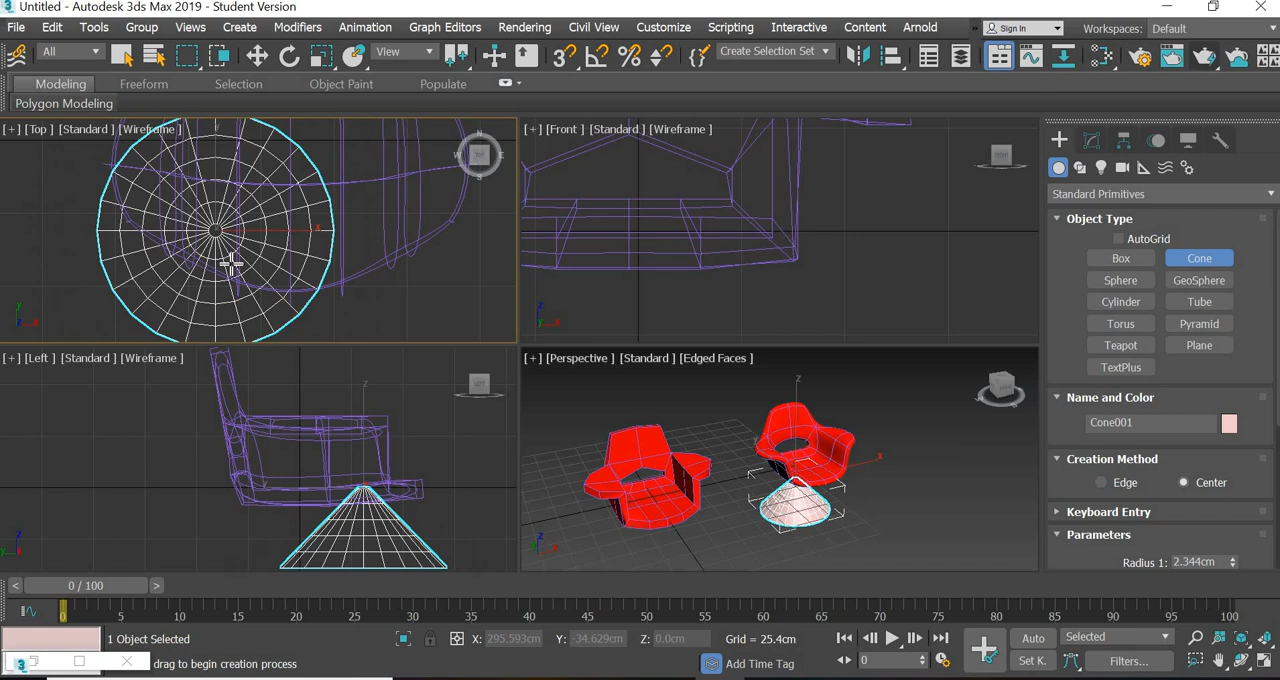 Untitled - Autodesk 3ds Max 2019 - Student Version
File Edit Tools Group Views Create Modifiers Animation Graph Editors Rendering Civil View Customize Scripting Interactive Content Arnold » Sign In Workspaces: Default
All View Create Selection Set
Modeling Freeform Selection Object Paint Populate
Polygon Modeling
[+] [Top ] [Standard ] [Wireframe ]
[+] [Front ] [Standard ] [Wireframe ]
[+] [Left ] [Standard ] [Wireframe ]
[+] [Perspective ] [Standard ] [Edged Faces ]
Standard Primitives
Object Type
AutoGrid
Box Cone
Sphere GeoSphere
Cylinder Tube
Torus Pyramid
Teapot Plane
TextPlus
Name and Color
Cone001
Creation Method
Edge Center
Keyboard Entry
Parameters
Radius 1: 2.344cm
< 0 / 100 >
0 5 10 15 20 25 30 35 40 45 50 55 60 65 70 75 80 85 90 95 100
1 Object Selected X: 295.593cm Y: -34.629cm Z: 0.0cm Grid = 25.4cm Auto Selected
drag to begin creation process Add Time Tag 0 Set K. Filters...